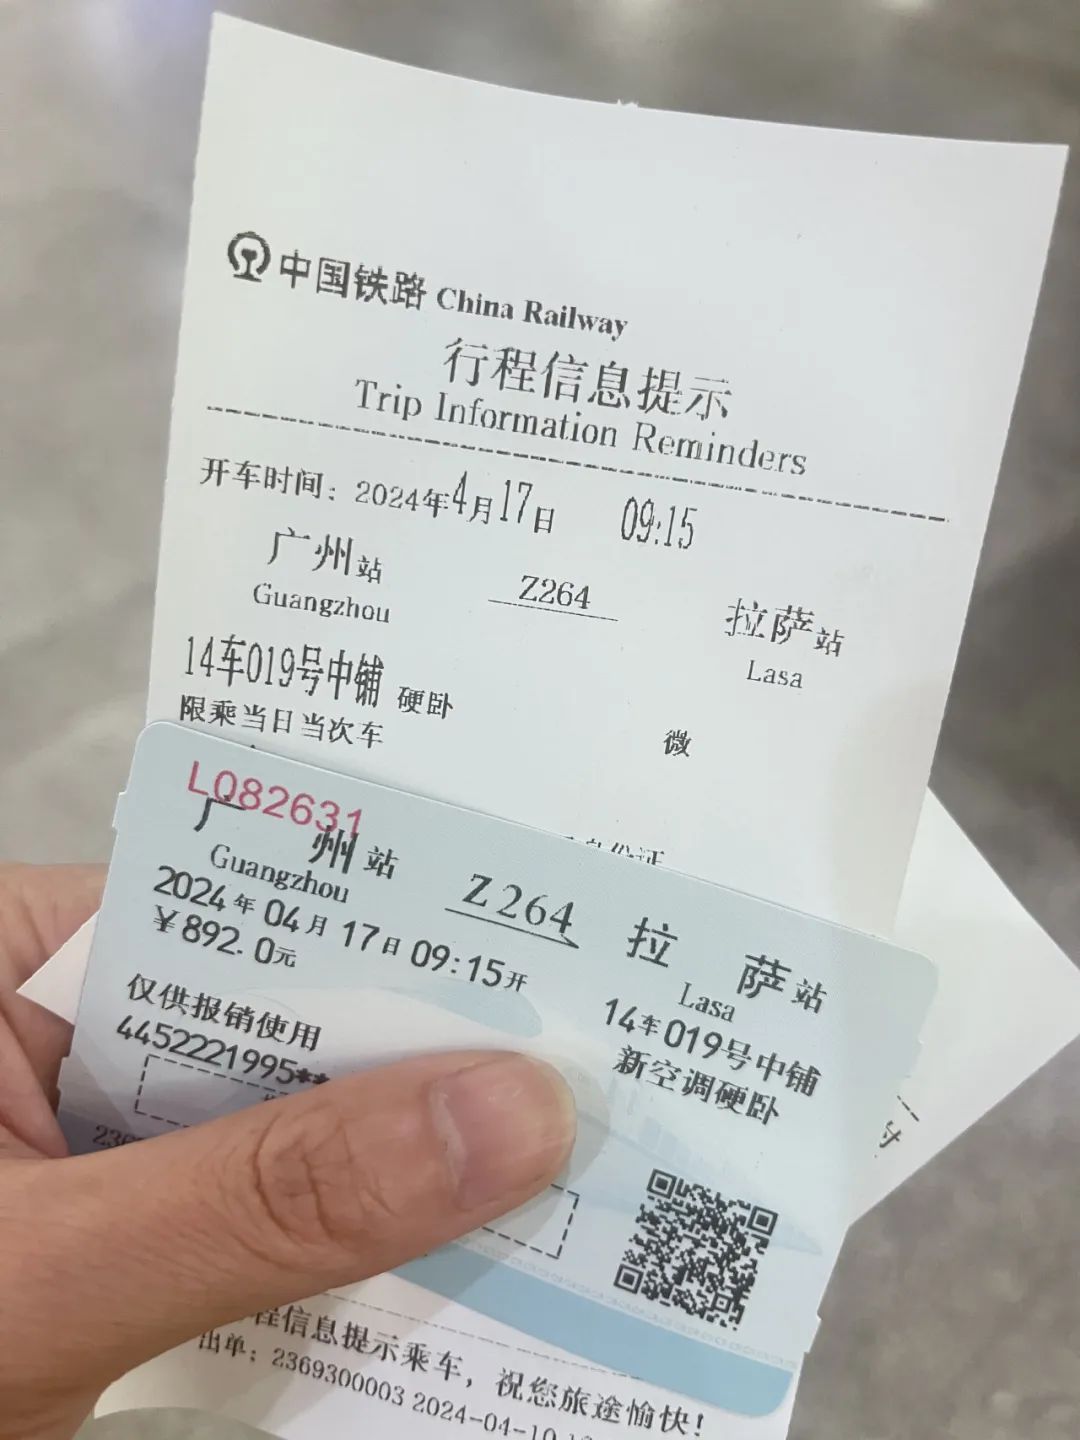 中国铁路 China Railway
行程信息提示
Trip Information Reminders
开车时间：2024年4月17日 09:15
广州站 Z264 拉萨站
Guangzhou Lasa
14车019号中铺 硬卧
限乘当日当次车 微
份证
L082631
广州站 Z264 拉萨站
Guangzhou Lasa
2024年04月17日 09:15开 14车019号中铺
￥892.0元 新空调硬卧
仅供报销使用
4452221995**
程信息提示乘车，祝您旅途愉快！
出单：2369300003 2024-04-10